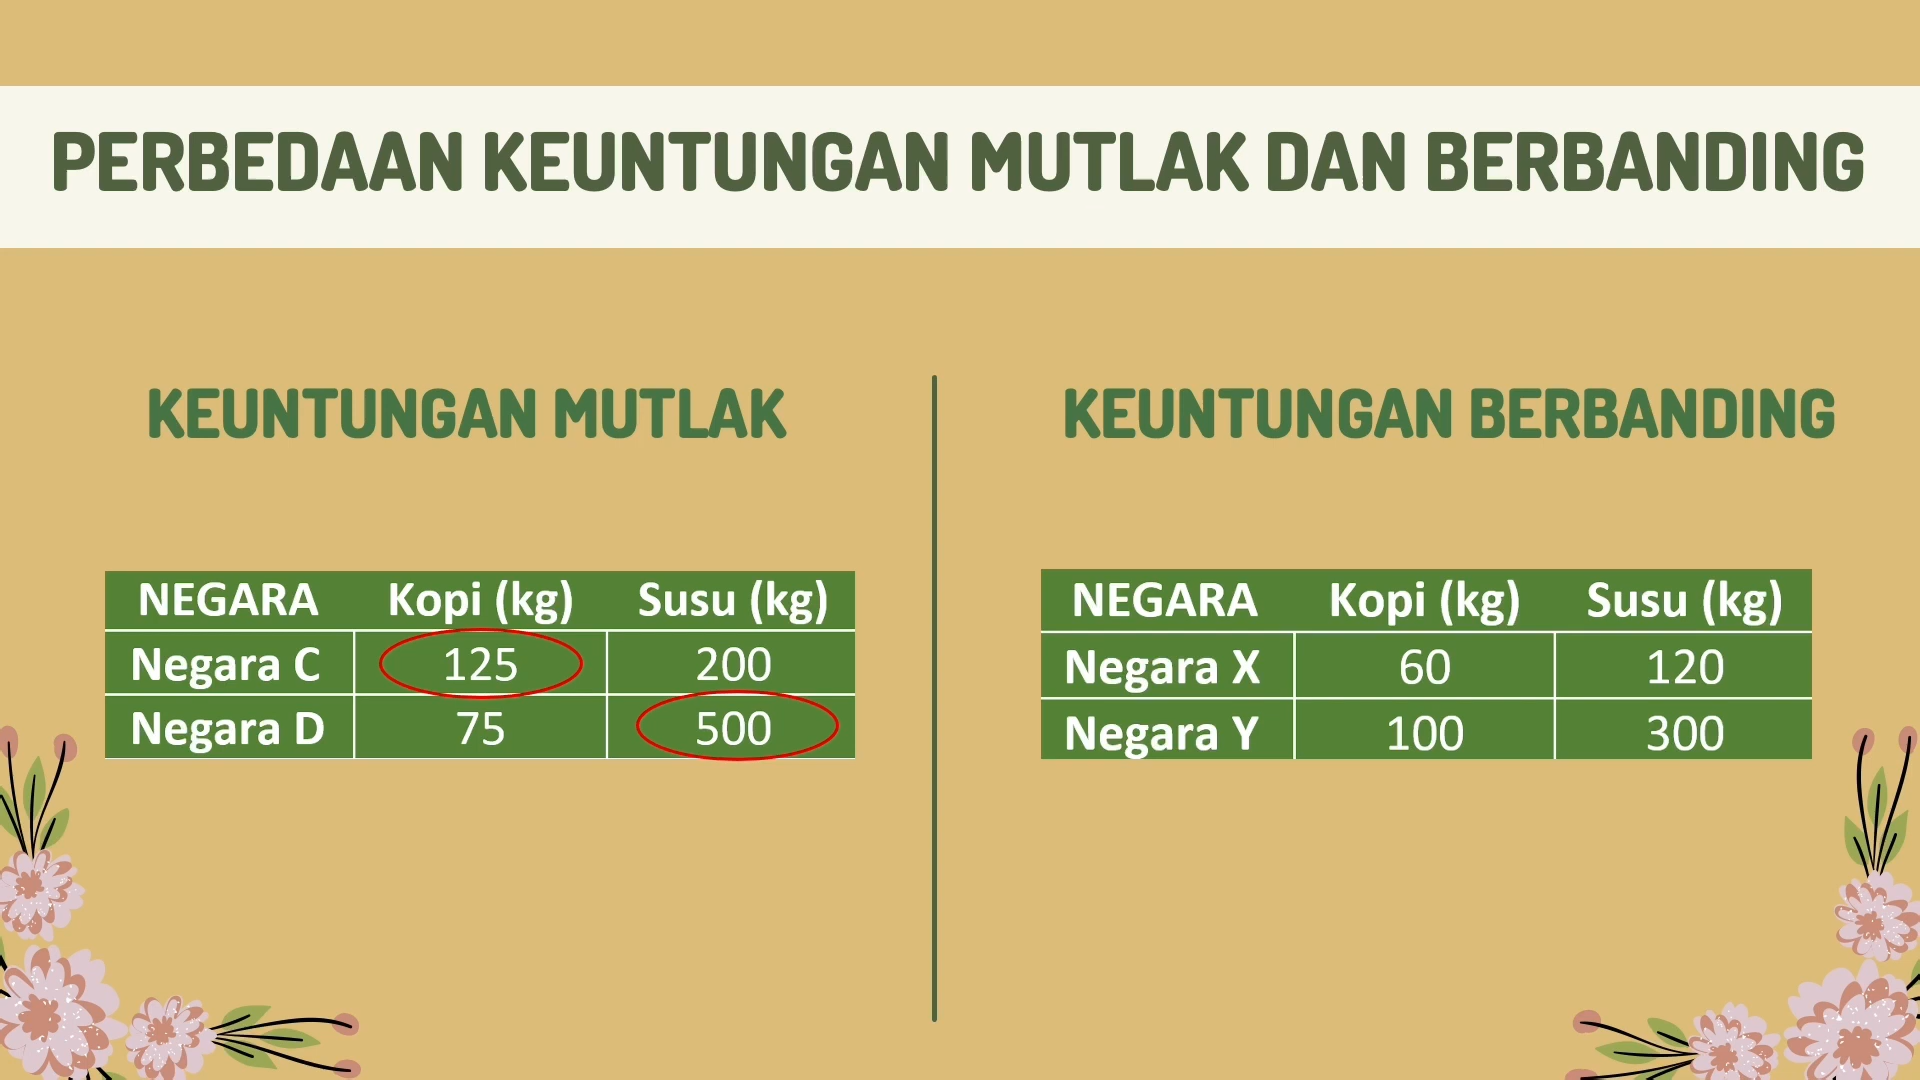 PERBEDAAN KEUNTUNGAN MUTLAK DAN BERBANDING
KEUNTUNGAN MUTLAK
NEGARA Kopi (kg) Susu (kg)
Negara C 125 200
Negara D 75 500
KEUNTUNGAN BERBANDING
NEGARA Kopi (kg) Susu (kg)
Negara X 60 120
Negara Y 100 300